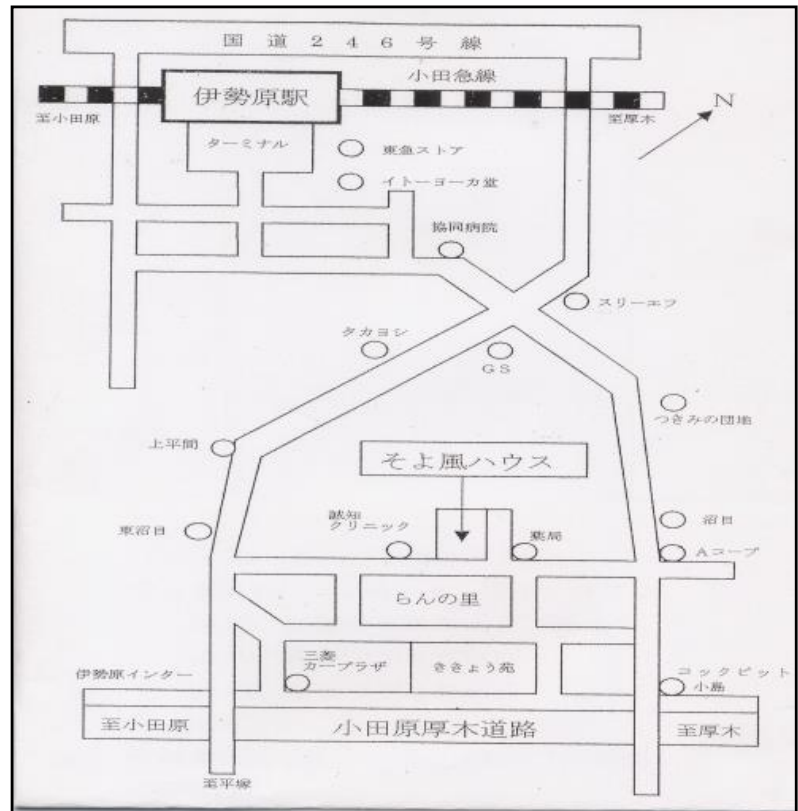 国道246号線
小田急線
伊勢原駅
N
至小田原
至厚木
ターミナル
東急ストア
イトーヨーカ堂
協同病院
スリーエフ
タカヨシ
GS
つきみの団地
上平間
そよ風ハウス
誠知
クリニック
沼目
東沼目
薬局
Aコープ
らんの里
三菱
カープラザ
ききょう苑
伊勢原インター
コックピット
小島
至小田原
小田原厚木道路
至厚木
至平塚